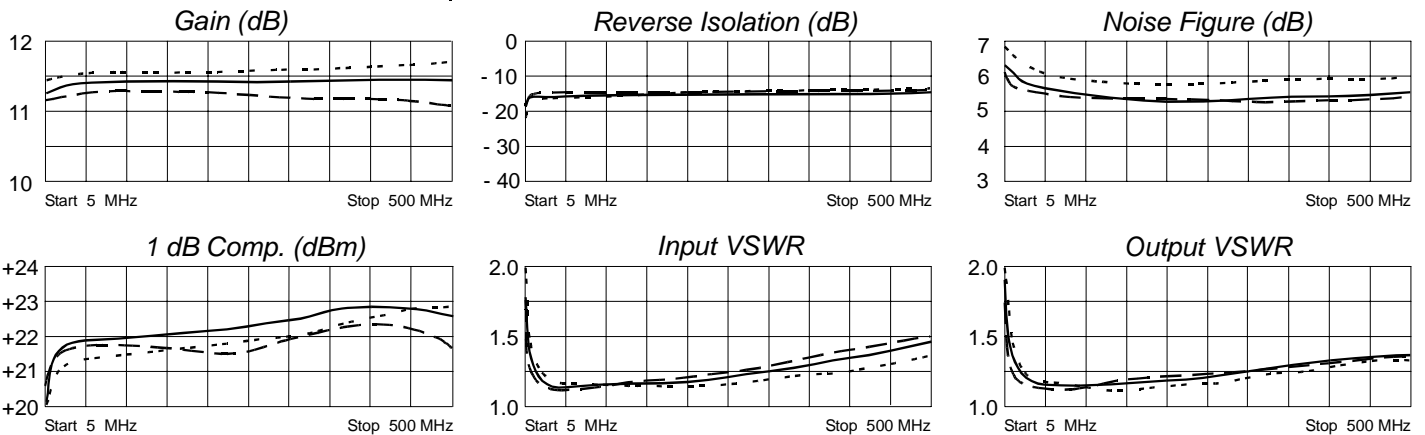 Gain (dB)
12
11
10
Start 5 MHz
Stop 500 MHz
Reverse Isolation (dB)
0
- 10
- 20
- 30
- 40
Start 5 MHz
Stop 500 MHz
Noise Figure (dB)
7
6
5
4
3
Start 5 MHz
Stop 500 MHz
1 dB Comp. (dBm)
+24
+23
+22
+21
+20
Start 5 MHz
Stop 500 MHz
Input VSWR
2.0
1.5
1.0
Start 5 MHz
Stop 500 MHz
Output VSWR
2.0
1.5
1.0
Start 5 MHz
Stop 500 MHz